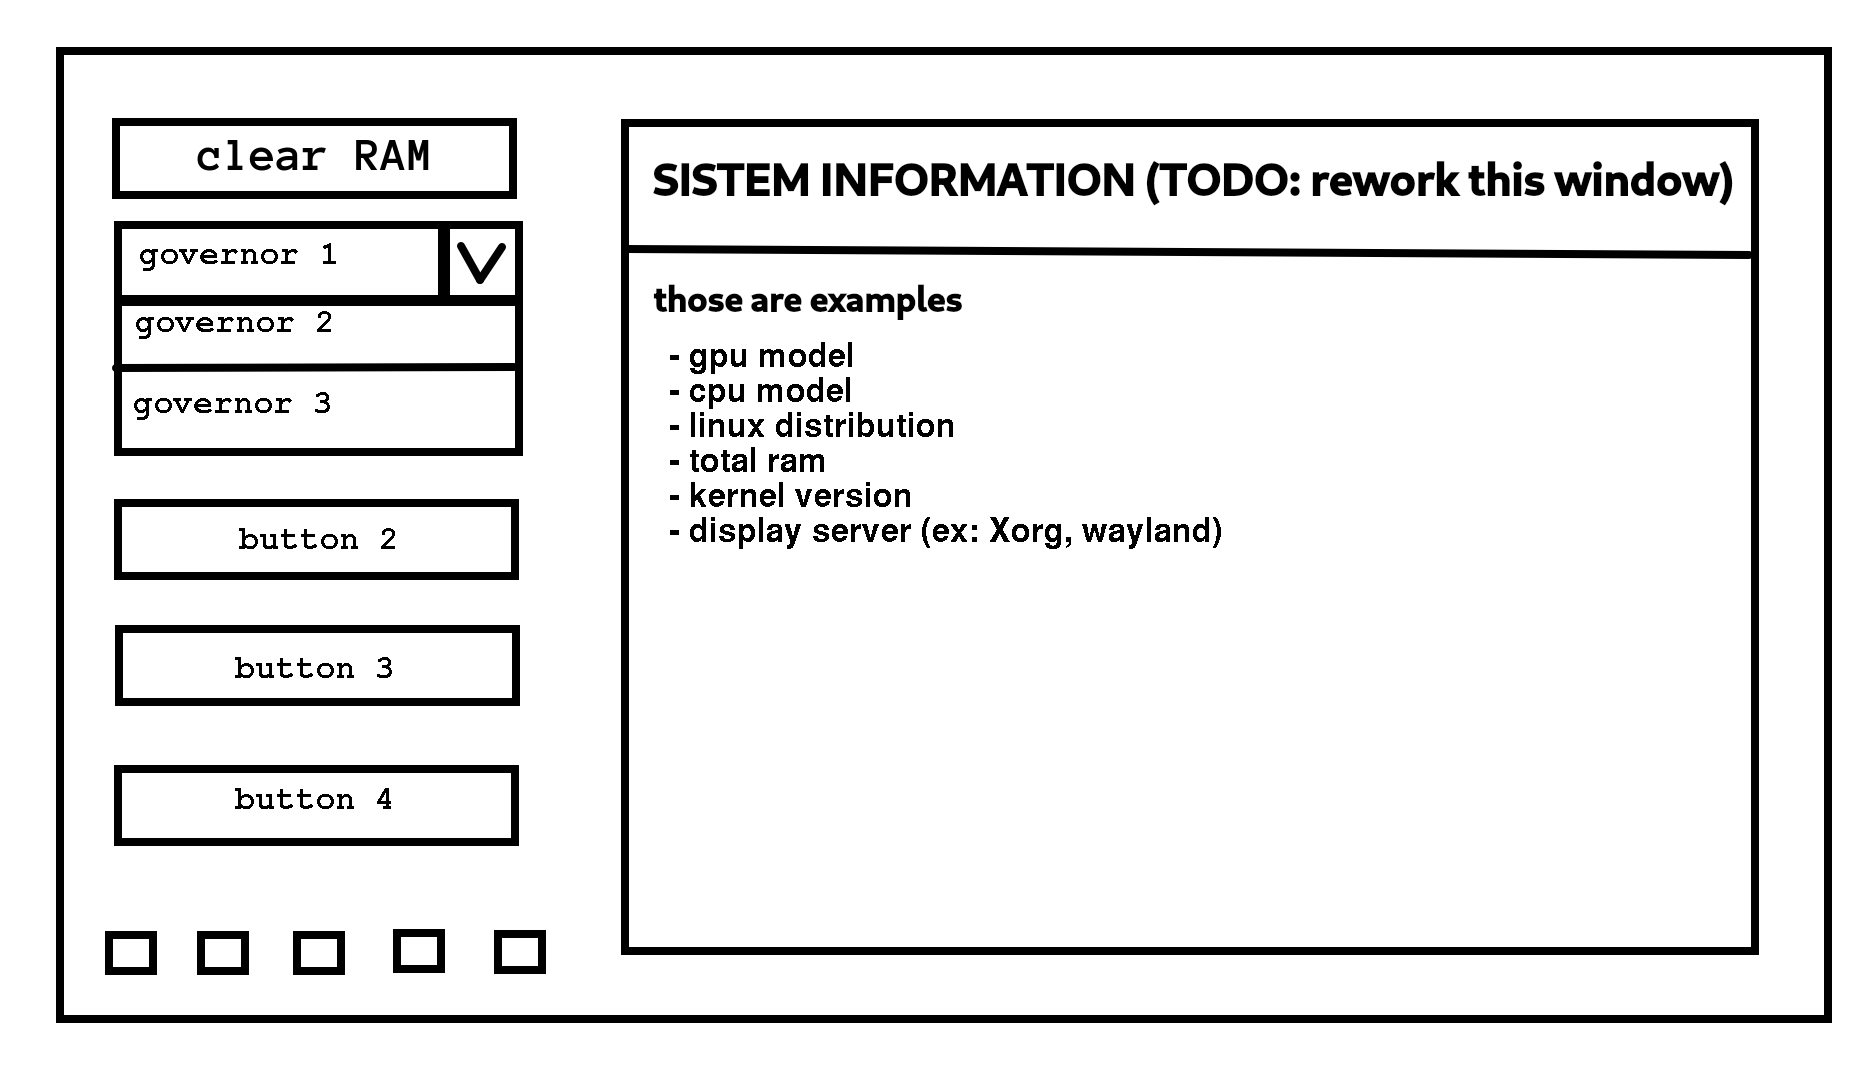 clear RAM
governor 1
governor 2
governor 3
button 2
button 3
button 4
SISTEM INFORMATION (TODO: rework this window)
those are examples
- gpu model
- cpu model
- linux distribution
- total ram
- kernel version
- display server (ex: Xorg, wayland)